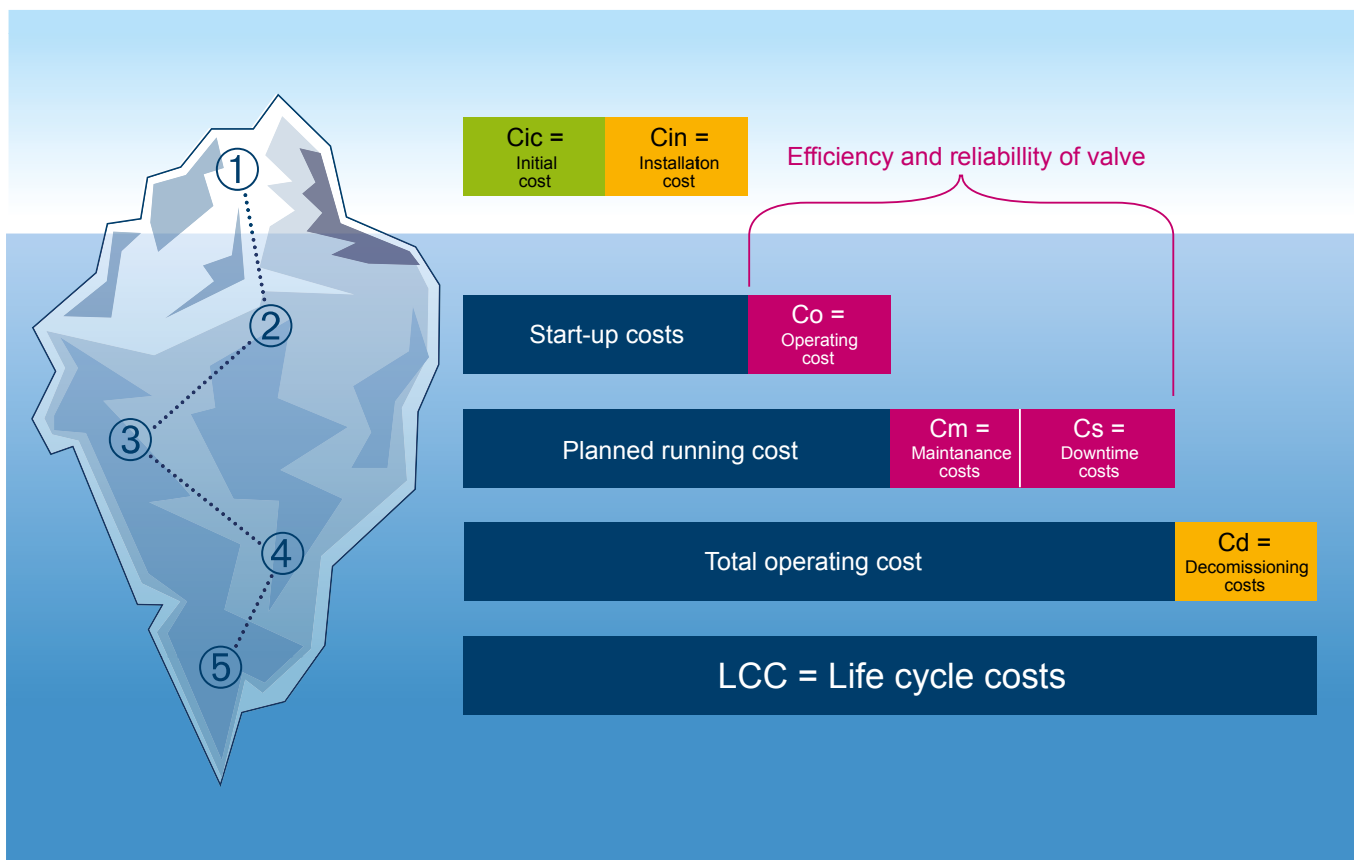 1
Cic =
Initial
cost
Cin =
Installaton
cost
Efficiency and reliabillity of valve
2
Start-up costs
Co =
Operating
cost
3
Planned running cost
Cm =
Maintanance
costs
Cs =
Downtime
costs
4
Total operating cost
Cd =
Decomissioning
costs
5
LCC = Life cycle costs